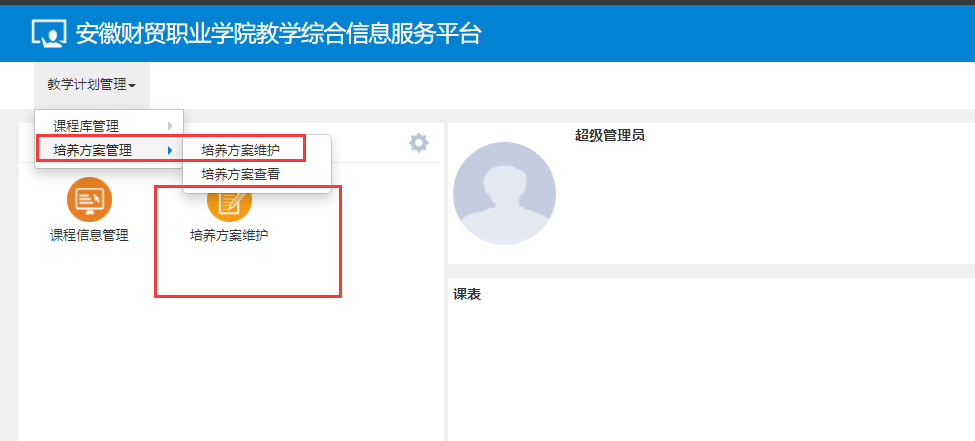 安徽财贸职业学院教学综合信息服务平台
教学计划管理
课程库管理
培养方案管理
培养方案维护
培养方案查看
课程信息管理
培养方案维护
超级管理员
课表